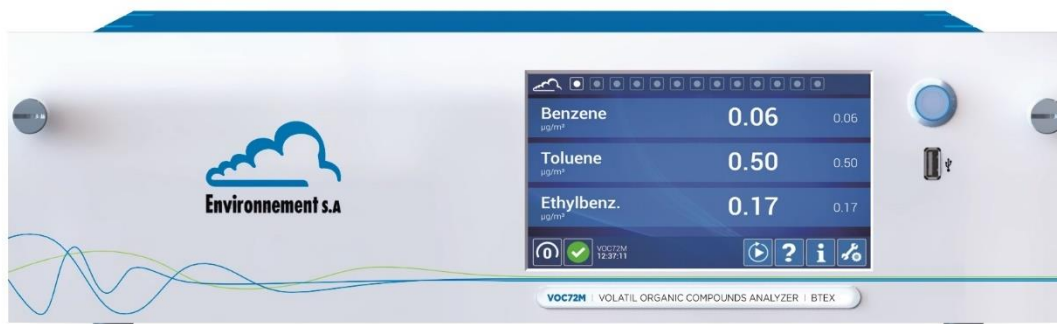 Benzene
µg/m³
0.06
0.06
Toluene
µg/m³
0.50
0.50
Ethylbenz.
µg/m³
0.17
0.17
Environnement s.a
0
VOC72M
12:37:11
?
i
VOC72M | VOLATIL ORGANIC COMPOUNDS ANALYZER | BTEX